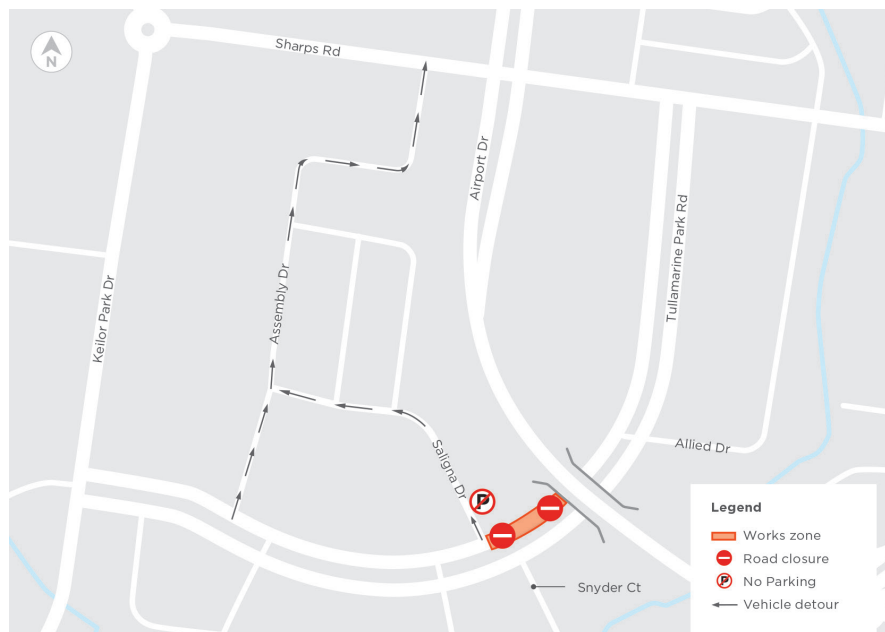 N
Sharps Rd
Airport Dr
Tullamarine Park Rd
Keilor Park Dr
Assembly Dr
Saligna Dr
Allied Dr
P
Snyder Ct
Legend
Works zone
Road closure
P
No Parking
Vehicle detour